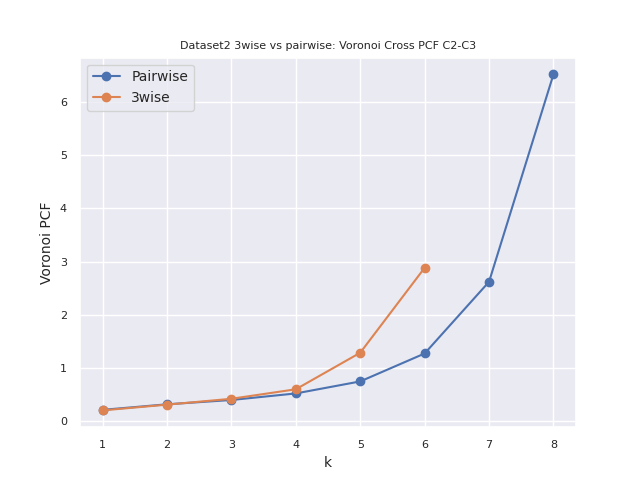 Dataset2 3wise vs pairwise: Voronoi Cross PCF C2-C3
Pairwise
3wise
Voronoi PCF
6
5
4
3
2
1
0
1 2 3 4 5 6 7 8
k